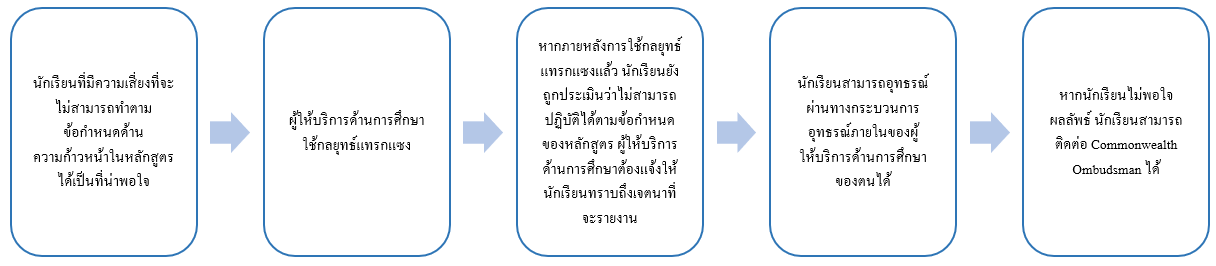 นักเรียนที่มีความเสี่ยงที่จะ
ไม่สามารถทำตาม
ข้อกำหนดด้าน
ความก้าวหน้าในหลักสูตร
ได้เป็นที่น่าพอใจ
ผู้ให้บริการด้านการศึกษา
ใช้กลยุทธ์แทรกแซง
หากภายหลังการใช้กลยุทธ์
แทรกแซงแล้ว นักเรียนยัง
ถูกประเมินว่าไม่สามารถ
ปฏิบัติได้ตามข้อกำหนด
ของหลักสูตร ผู้ให้บริการ
ด้านการศึกษาต้องแจ้งให้
นักเรียนทราบถึงเจตนาที่
จะรายงาน
นักเรียนสามารถอุทธรณ์
ผ่านทางกระบวนการ
อุทธรณ์ภายในของผู้
ให้บริการด้านการศึกษา
ของตนได้
หากนักเรียนไม่พอใจ
ผลลัพธ์ นักเรียนสามารถ
ติดต่อ Commonwealth
Ombudsman ได้